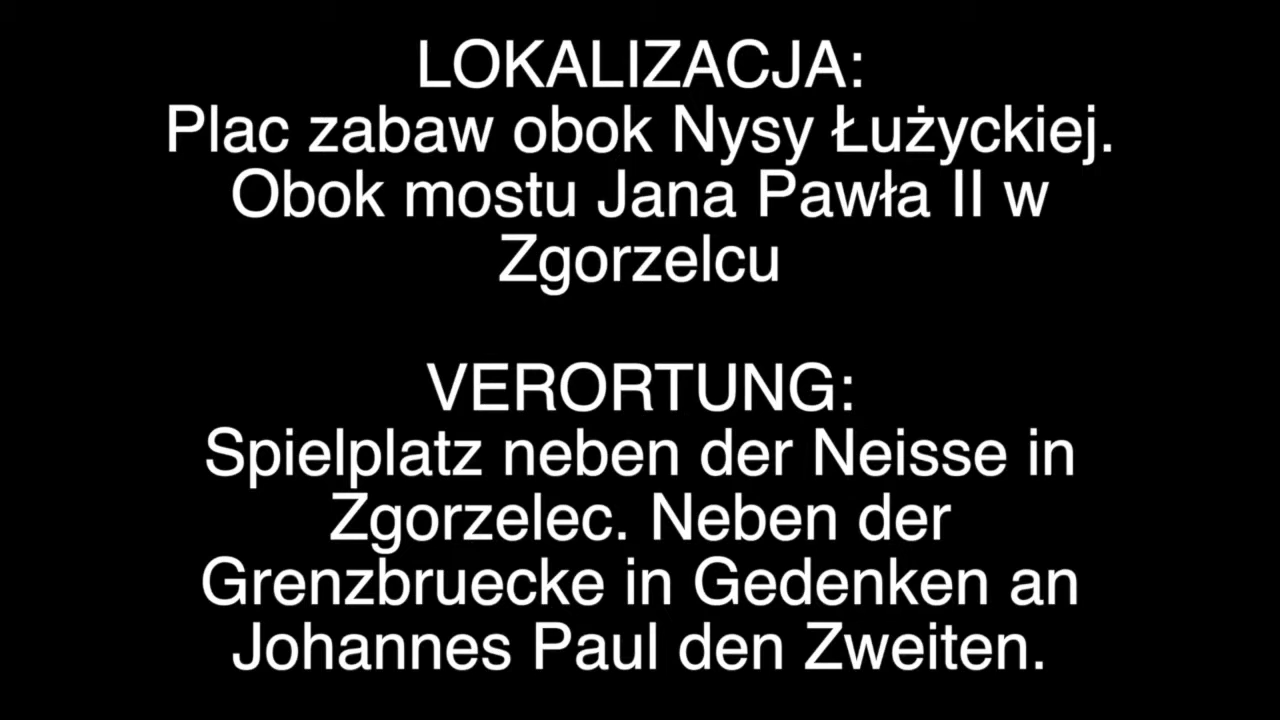 LOKALIZACJA:
Plac zabaw obok Nysy Łużyckiej.
Obok mostu Jana Pawła II w
Zgorzelcu
VERORTUNG:
Spielplatz neben der Neisse in
Zgorzelec. Neben der
Grenzbruecke in Gedenken an
Johannes Paul den Zweiten.